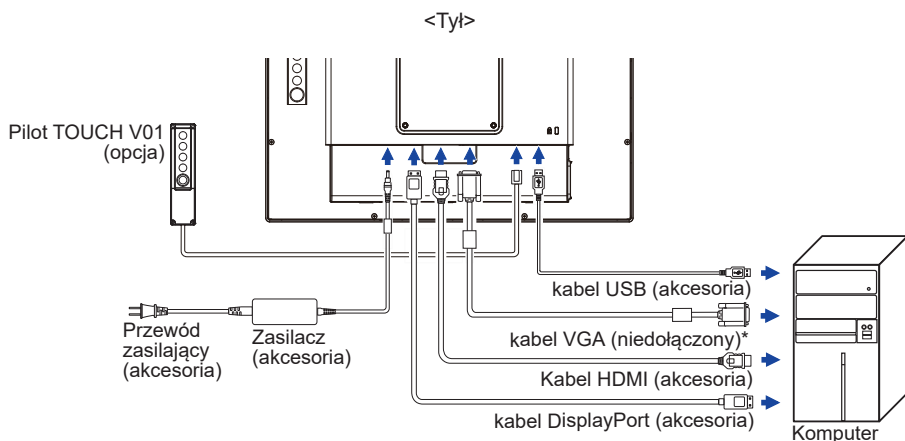 <Tył>
Pilot TOUCH V01
(opcja)
kabel USB (akcesoria)
Przewód
zasilający
(akcesoria)
Zasilacz
(akcesoria)
kabel VGA (niedołączony)*
Kabel HDMI (akcesoria)
kabel DisplayPort (akcesoria)
Komputer